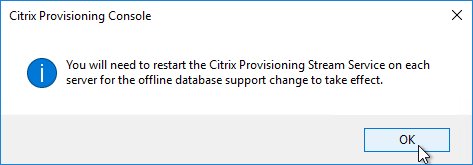 Citrix Provisioning Console
You will need to restart the Citrix Provisioning Stream Service on each
server for the offline database support change to take effect.
OK